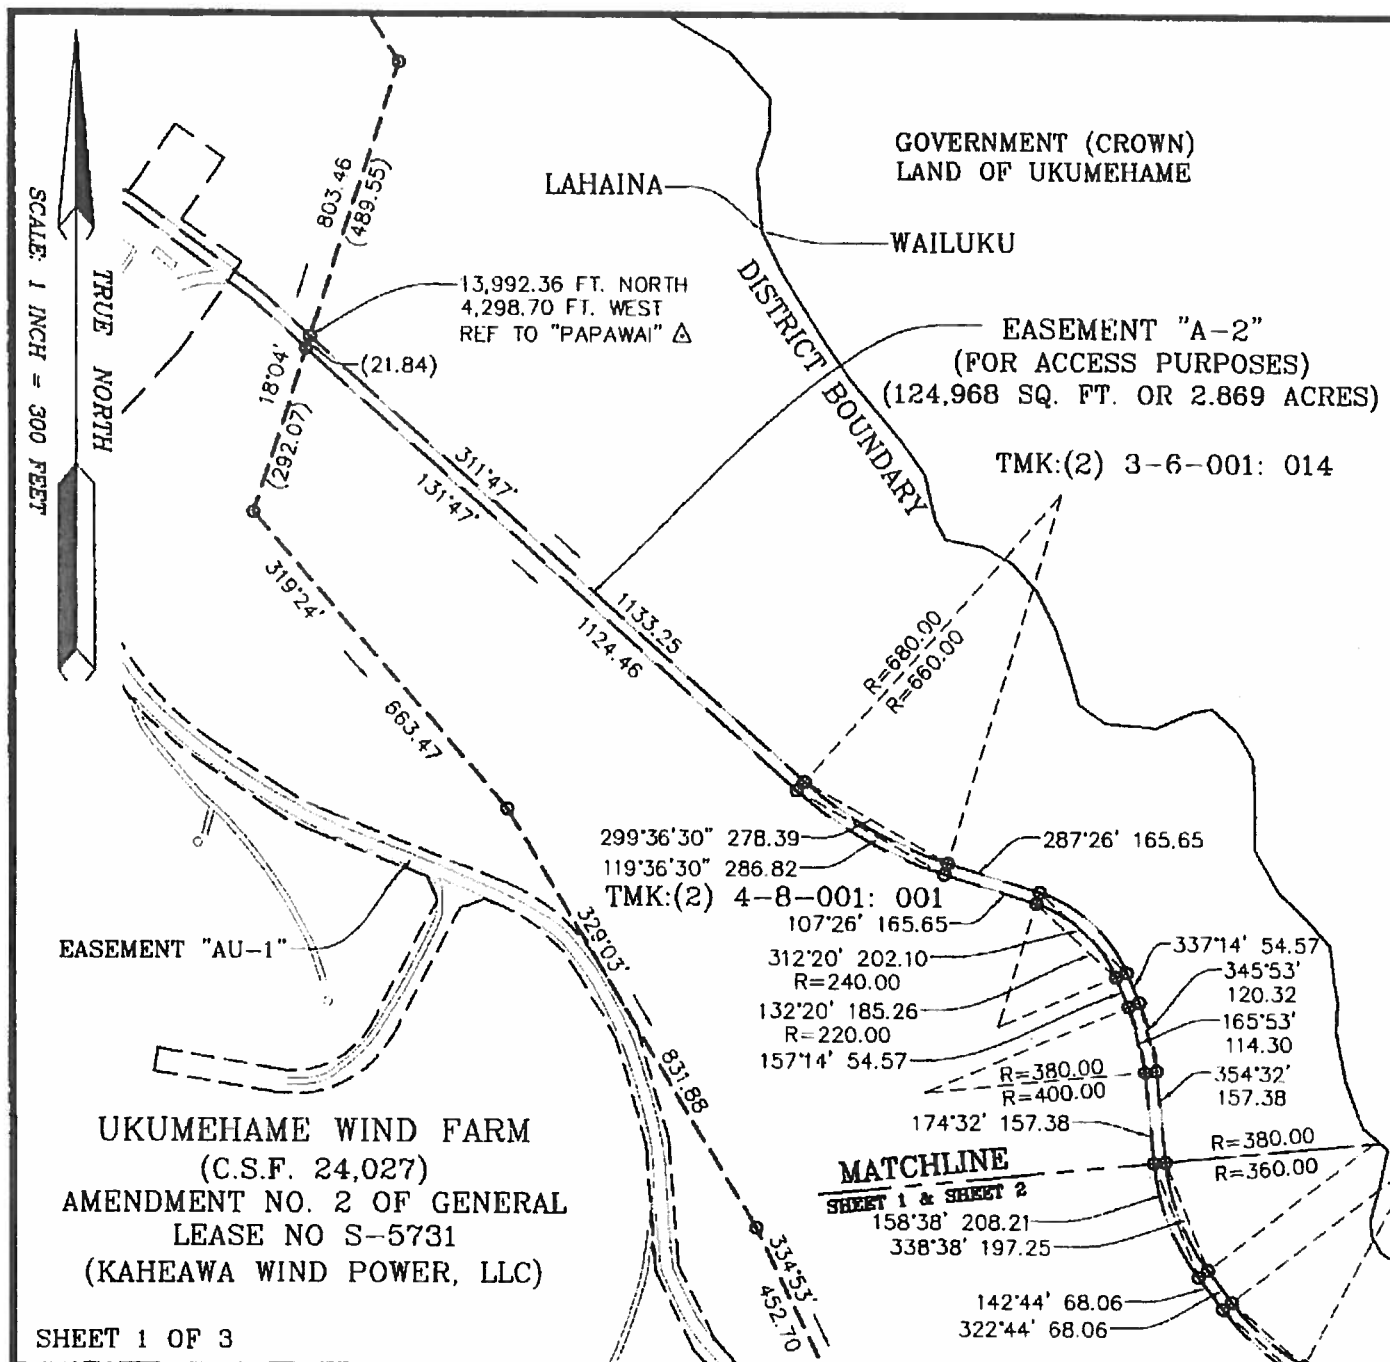 GOVERNMENT (CROWN)
LAND OF UKUMEHAME
LAHAINA
WAILUKU
DISTRICT BOUNDARY
803.46
(489.55)
SCALE: 1 INCH = 300 FEET
TRUE NORTH
13,992.36 FT. NORTH
4,298.70 FT. WEST
REF TO "PAPAWAI"
(21.84)
18°04'
(292.07)
EASEMENT "A-2"
(FOR ACCESS PURPOSES)
(124,968 SQ. FT. OR 2.869 ACRES)
TMK:(2) 3-6-001: 014
311°47'
131°47'
1133.25
1124.46
319°24'
663.47
R=680.00
R=660.00
299°36'30" 278.39
119°36'30" 286.82
TMK:(2) 4-8-001: 001
287°26' 165.65
107°26' 165.65
EASEMENT "AU-1"
329°03'
831.88
312°20' 202.10
R=240.00
132°20' 185.26
R=220.00
157°14' 54.57
337°14' 54.57
345°53'
120.32
165°53'
114.30
R=380.00
R=400.00
354°32'
157.38
174°32' 157.38
MATCHLINE
SHEET 1 & SHEET 2
R=380.00
R=360.00
158°38' 208.21
338°38' 197.25
142°44' 68.06
322°44' 68.06
334°53'
452.70
UKUMEHAME WIND FARM
(C.S.F. 24,027)
AMENDMENT NO. 2 OF GENERAL
LEASE NO S-5731
(KAHEAWA WIND POWER, LLC)
SHEET 1 OF 3